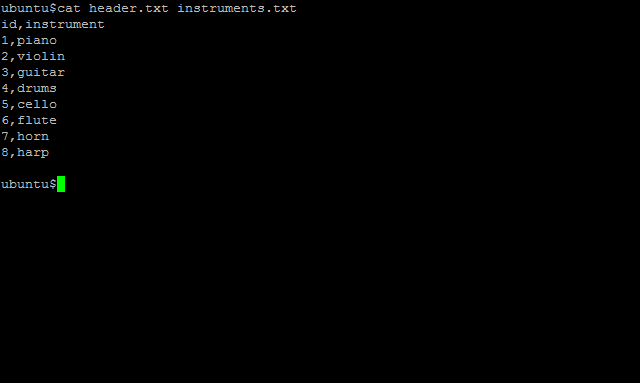 ubuntu$cat header.txt instruments.txt
id,instrument
1,piano
2,violin
3,guitar
4,drums
5,cello
6,flute
7,horn
8,harp
ubuntu$